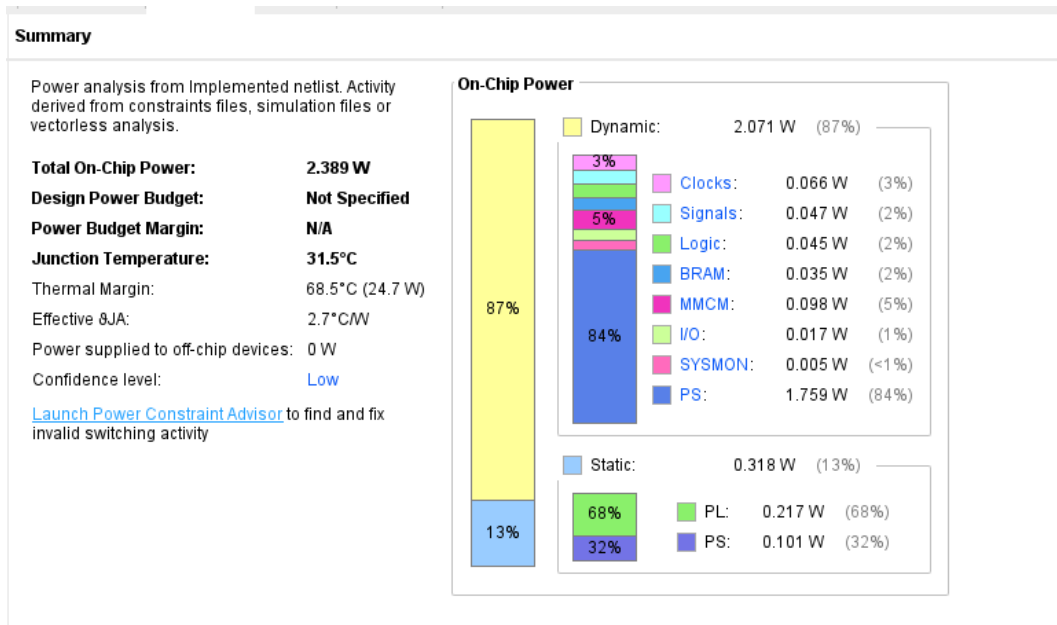 Summary
Power analysis from Implemented netlist. Activity
derived from constraints files, simulation files or
vectorless analysis.
Total On-Chip Power: 2.389 W
Design Power Budget: Not Specified
Power Budget Margin: N/A
Junction Temperature: 31.5°C
Thermal Margin: 68.5°C (24.7 W)
Effective ϑJA: 2.7°C/W
Power supplied to off-chip devices: 0 W
Confidence level: Low
Launch Power Constraint Advisor to find and fix
invalid switching activity
On-Chip Power
87%
13%
Dynamic: 2.071 W (87%)
3%
5%
84%
Clocks: 0.066 W (3%)
Signals: 0.047 W (2%)
Logic: 0.045 W (2%)
BRAM: 0.035 W (2%)
MMCM: 0.098 W (5%)
I/O: 0.017 W (1%)
SYSMON: 0.005 W (<1%)
PS: 1.759 W (84%)
Static: 0.318 W (13%)
68%
32%
PL: 0.217 W (68%)
PS: 0.101 W (32%)